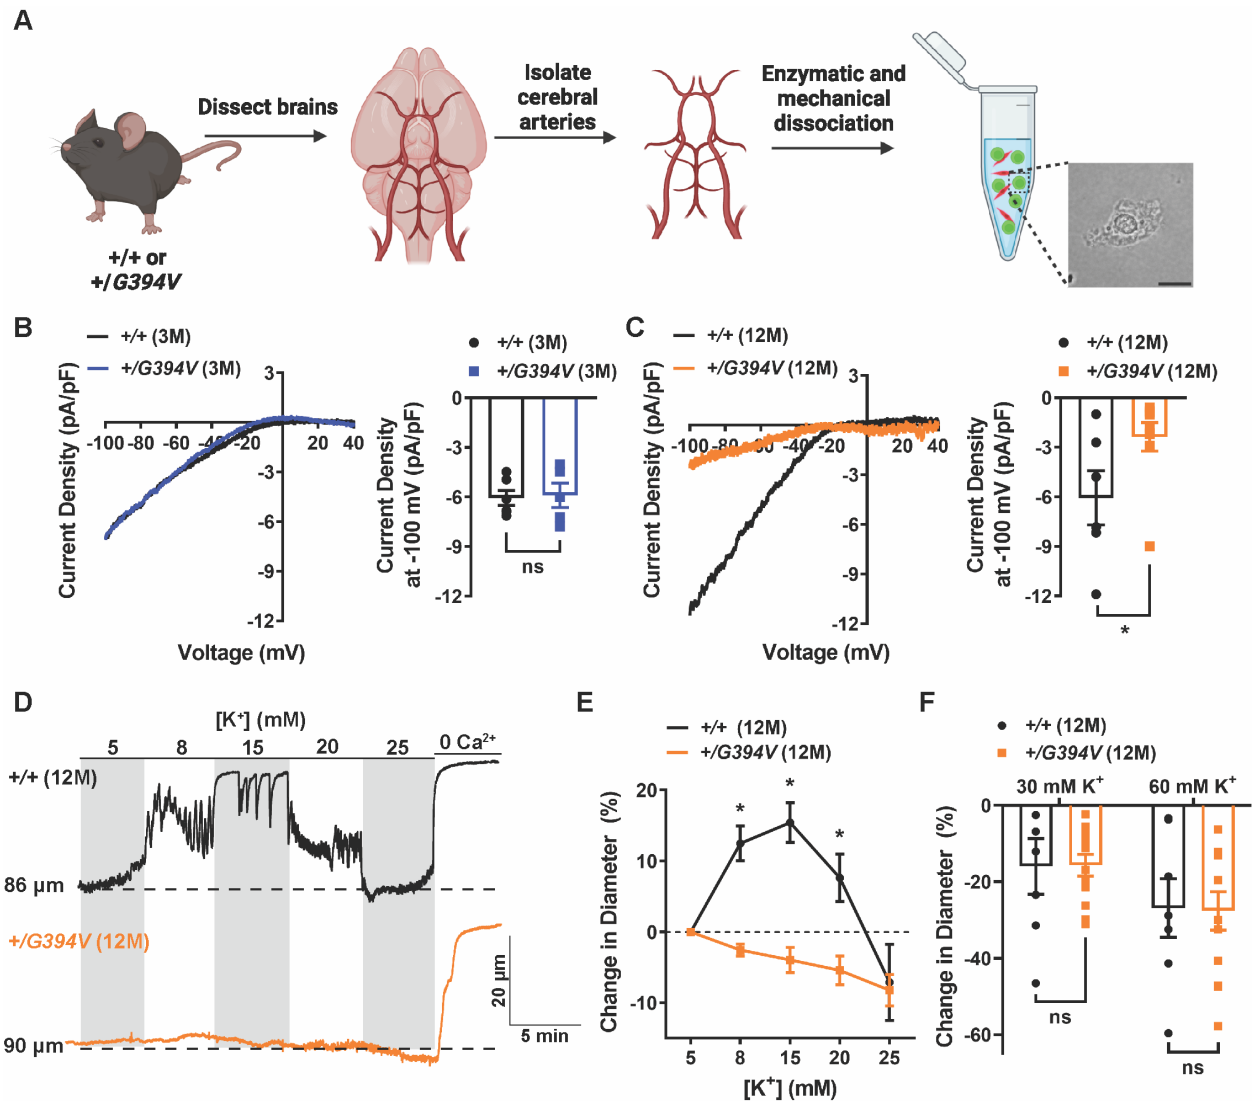 A
Dissect brains
Isolate
cerebral
arteries
Enzymatic and
mechanical
dissociation
+/+ or
+/G394V
B
+/+ (3M)
+/G394V (3M)
Current Density (pA/pF)
3
-100 -80 -60 -40 20 40
-3
-6
-9
-12
Voltage (mV)
+/+ (3M)
+/G394V (3M)
Current Density
at -100 mV (pA/pF)
0
-3
-6
-9
-12
ns
C
+/+ (12M)
+/G394V (12M)
Current Density (pA/pF)
3
-100 -80 -60 -40 -20 20 40
-3
-6
-9
-12
Voltage (mV)
+/+ (12M)
+/G394V (12M)
Current Density
at -100 mV (pA/pF)
0
-3
-6
-9
-12
*
D
[K⁺] (mM)
5 8 15 20 25 0 Ca²⁺
+/+ (12M)
86 µm
+/G394V (12M)
90 µm
20 µm
5 min
E
+/+ (12M)
+/G394V (12M)
Change in Diameter (%)
20
10
0
-10
* * *
5 8 15 20 25
[K⁺] (mM)
F
+/+ (12M)
+/G394V (12M)
30 mM K⁺ 60 mM K⁺
Change in Diameter (%)
0
-20
-40
-60
ns
ns